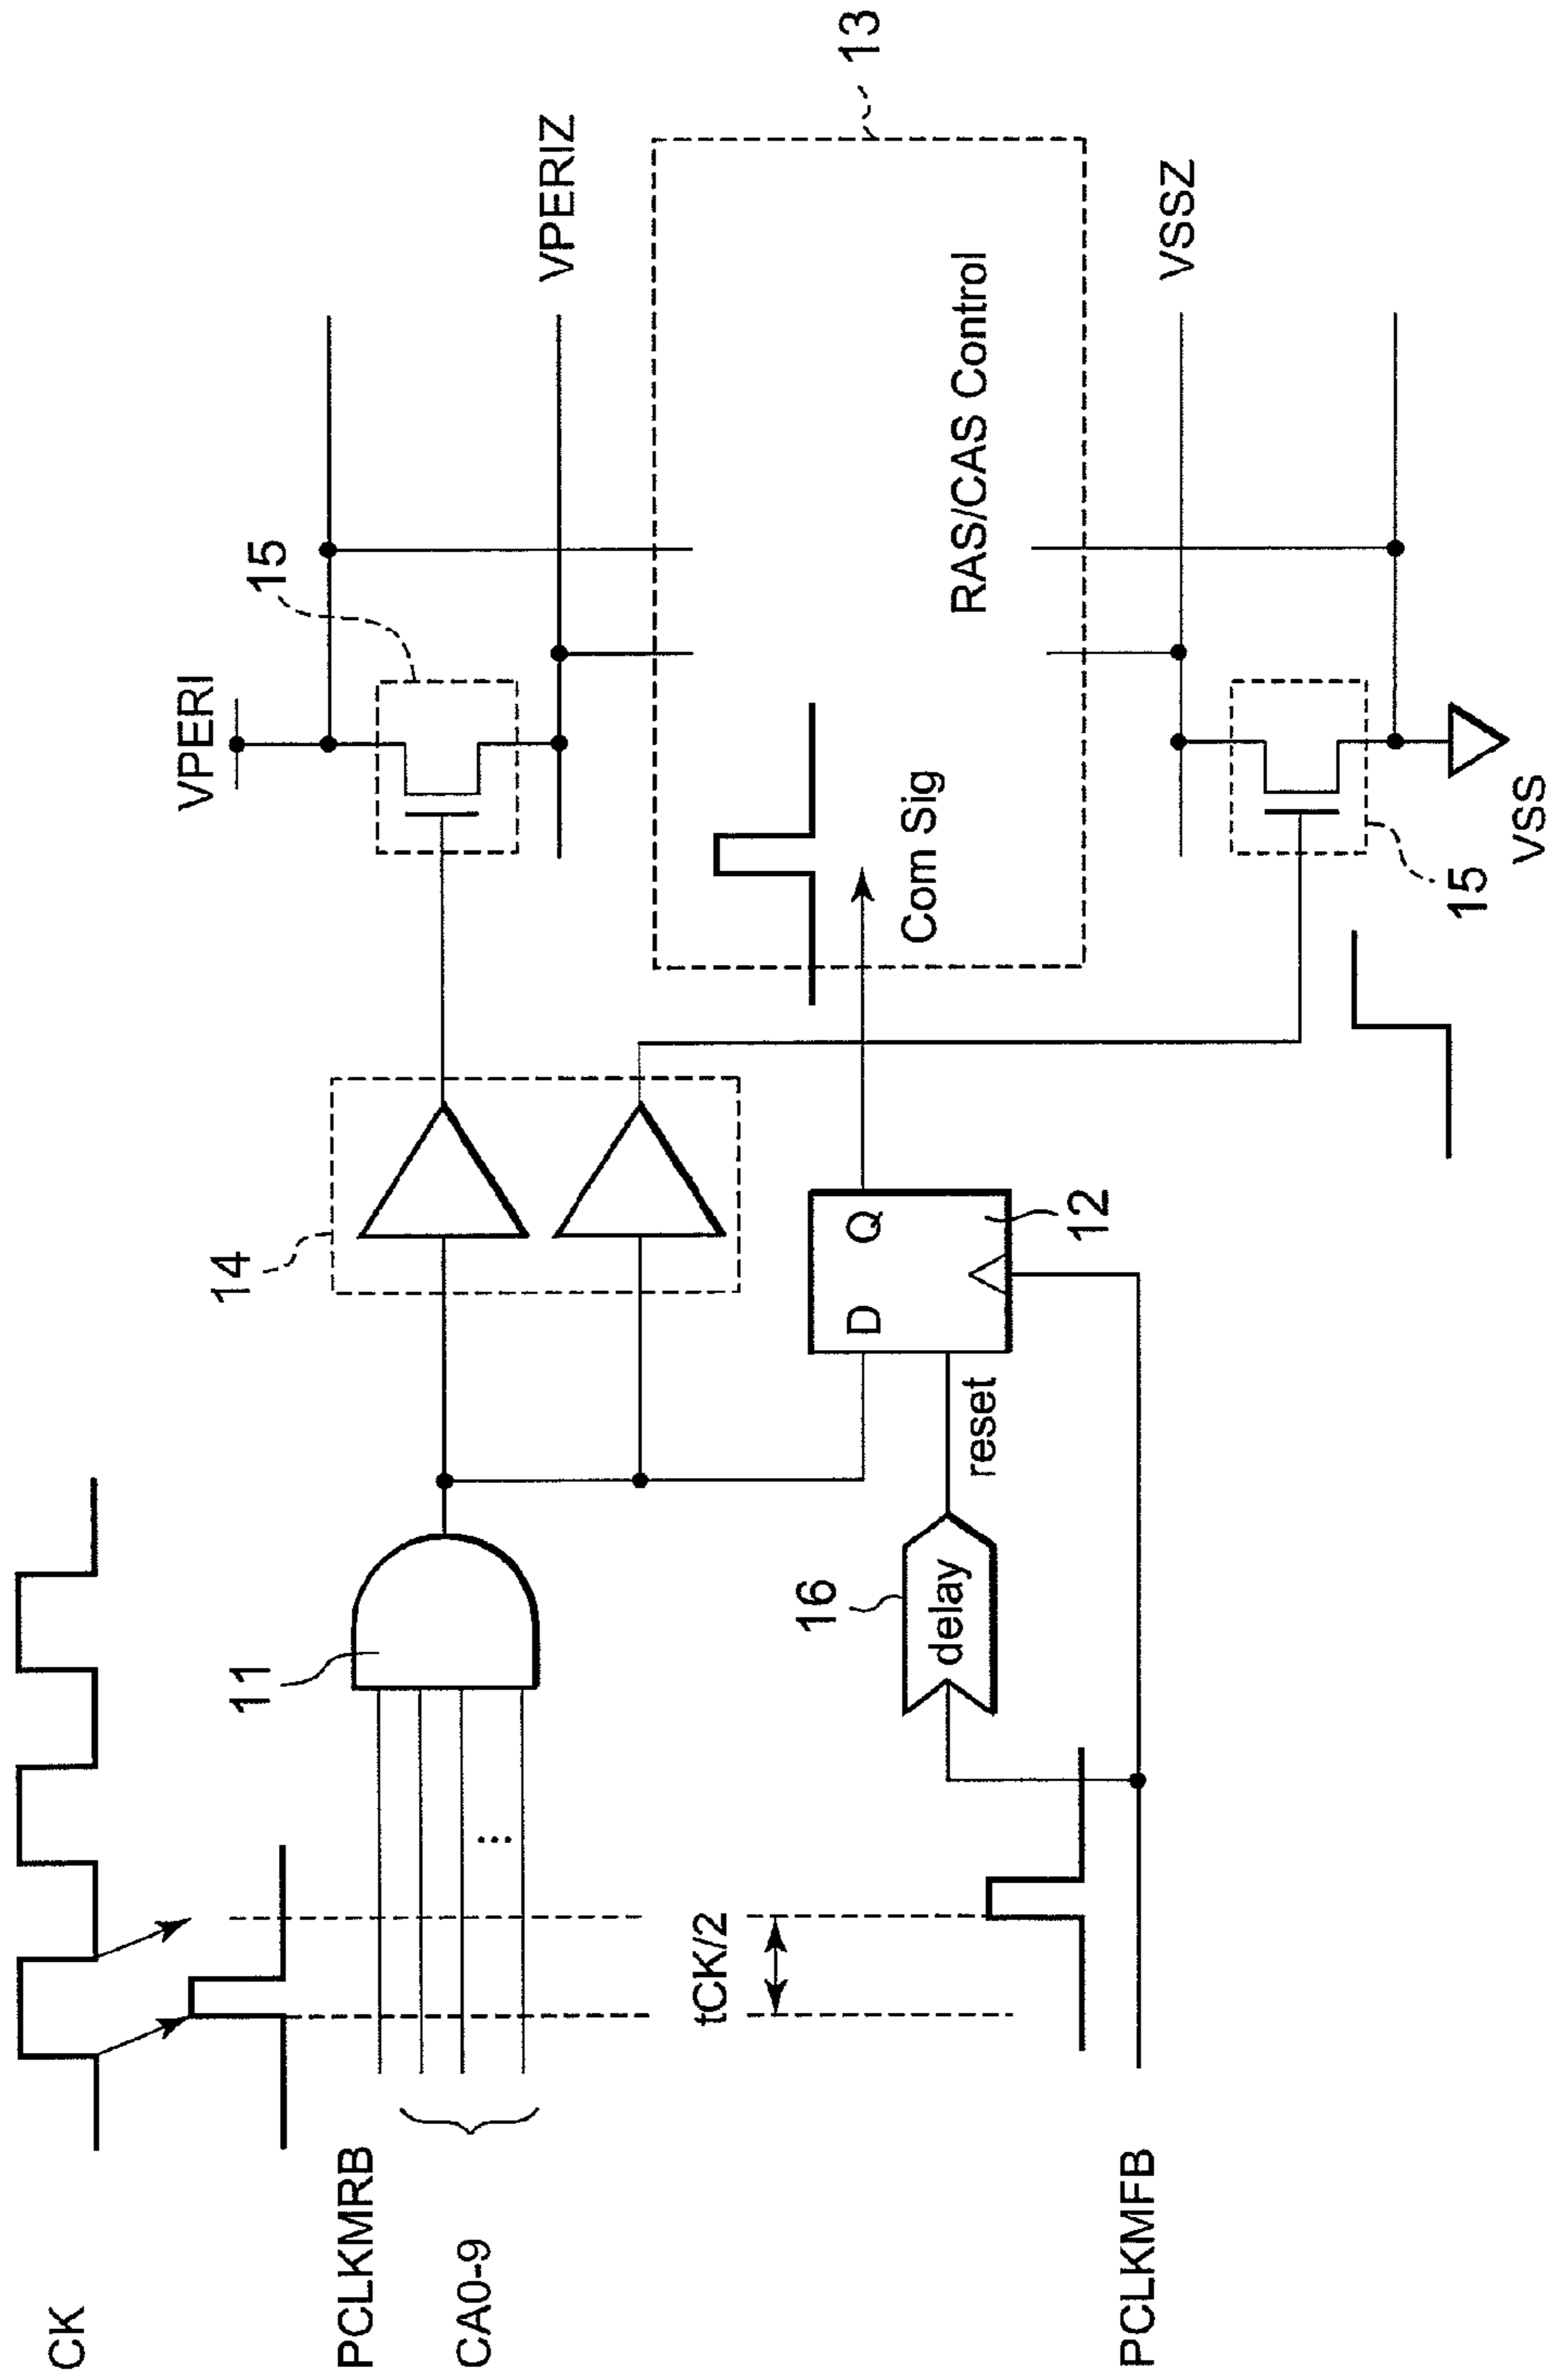 CK
PCLKMRB
CA0-9
...
11
14
VPERI
15
VPERIZ
tCK/2
PCLKMFB
16
delay
reset
D
Q
12
Com Sig
RAS/CAS Control
13
VSSZ
15
VSS